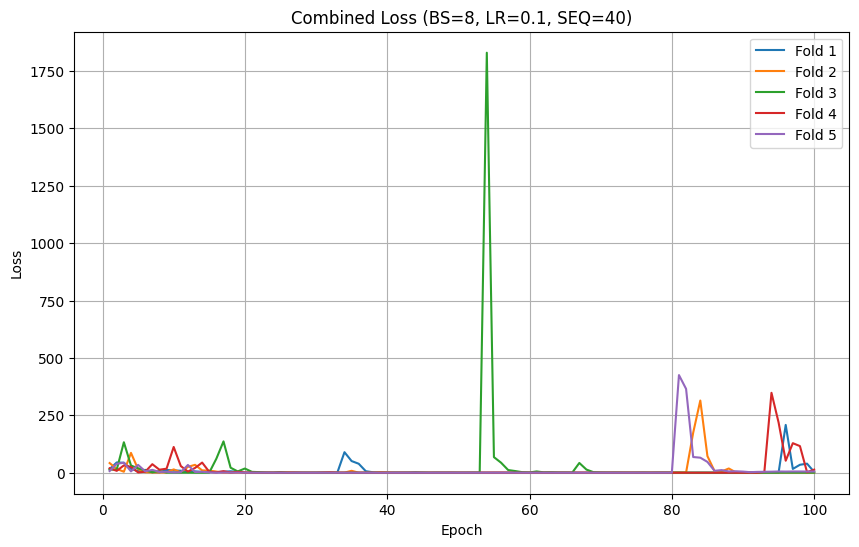 Combined Loss (BS=8, LR=0.1, SEQ=40)
Fold 1
Fold 2
Fold 3
Fold 4
Fold 5
Loss
1750
1500
1250
1000
750
500
250
0
0
20
40
60
80
100
Epoch